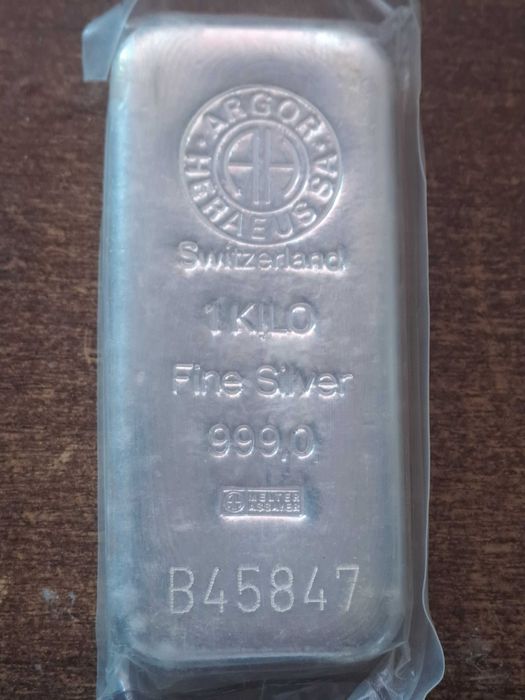 ARGOR
HERAEUS SA
Switzerland
1 KILO
Fine Silver
999,0
MELTER
ASSAYER
B45847